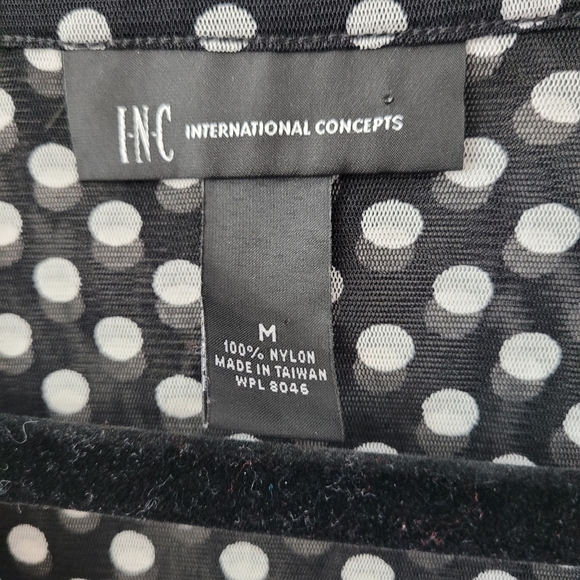 I·N·C INTERNATIONAL CONCEPTS
M
100% NYLON
MADE IN TAIWAN
WPL 8046